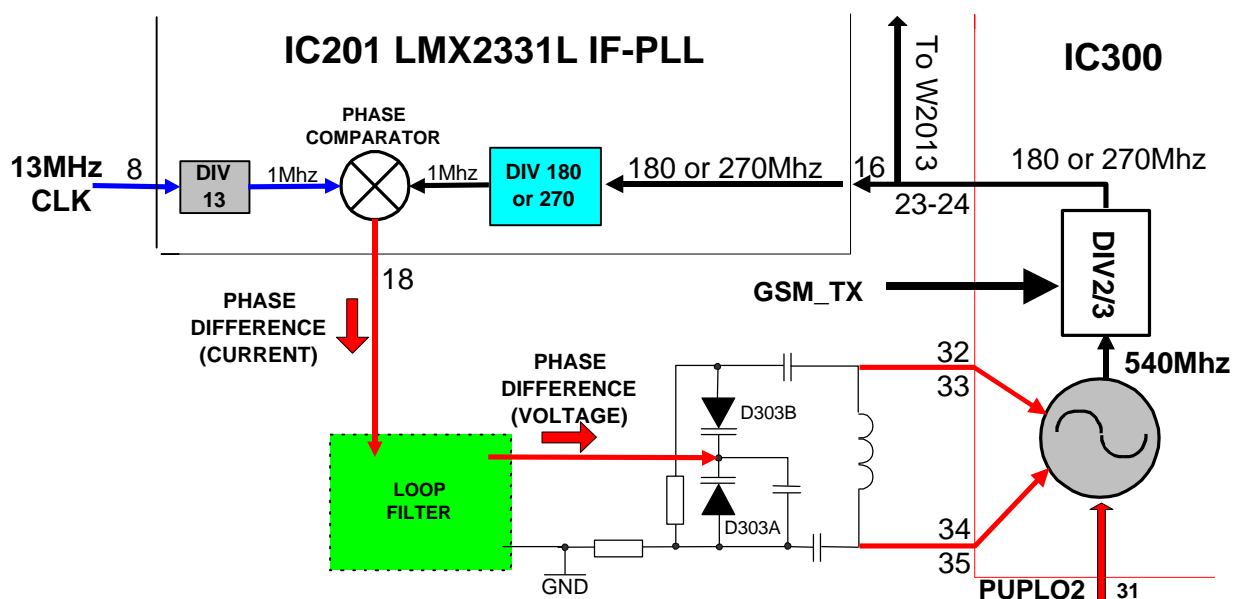 IC201 LMX2331L IF-PLL
To W2013
IC300
PHASE
COMPARATOR
13MHz
CLK
8
DIV
13
1Mhz
1Mhz
DIV 180
or 270
180 or 270Mhz
16
180 or 270Mhz
23-24
18
PHASE
DIFFERENCE
(CURRENT)
GSM_TX
DIV2/3
540Mhz
PHASE
DIFFERENCE
(VOLTAGE)
32
33
D303B
LOOP
FILTER
D303A
34
35
GND
PUPLO2
31